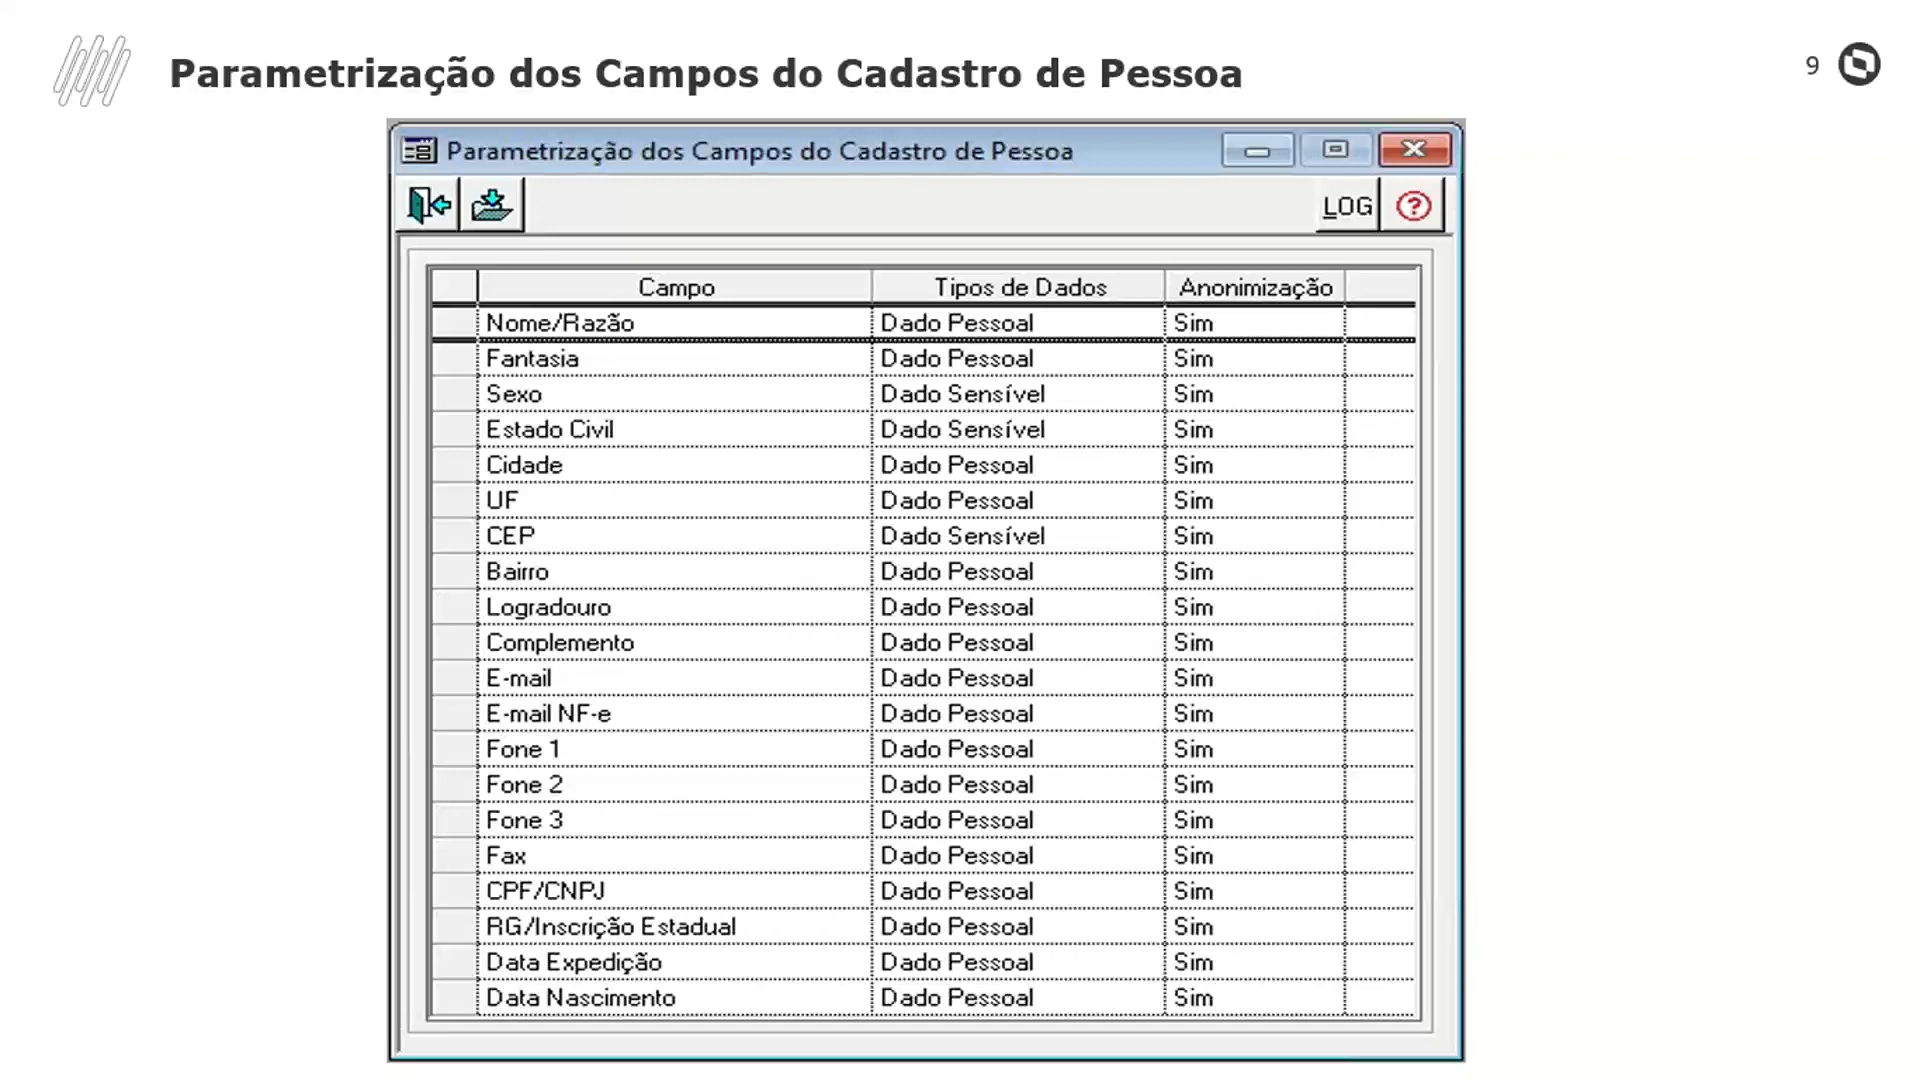 Parametrização dos Campos do Cadastro de Pessoa
9
Parametrização dos Campos do Cadastro de Pessoa
LOG
Campo Tipos de Dados Anonimização
Nome/Razão Dado Pessoal Sim
Fantasia Dado Pessoal Sim
Sexo Dado Sensível Sim
Estado Civil Dado Sensível Sim
Cidade Dado Pessoal Sim
UF Dado Pessoal Sim
CEP Dado Sensível Sim
Bairro Dado Pessoal Sim
Logradouro Dado Pessoal Sim
Complemento Dado Pessoal Sim
E-mail Dado Pessoal Sim
E-mail NF-e Dado Pessoal Sim
Fone 1 Dado Pessoal Sim
Fone 2 Dado Pessoal Sim
Fone 3 Dado Pessoal Sim
Fax Dado Pessoal Sim
CPF/CNPJ Dado Pessoal Sim
RG/Inscrição Estadual Dado Pessoal Sim
Data Expedição Dado Pessoal Sim
Data Nascimento Dado Pessoal Sim